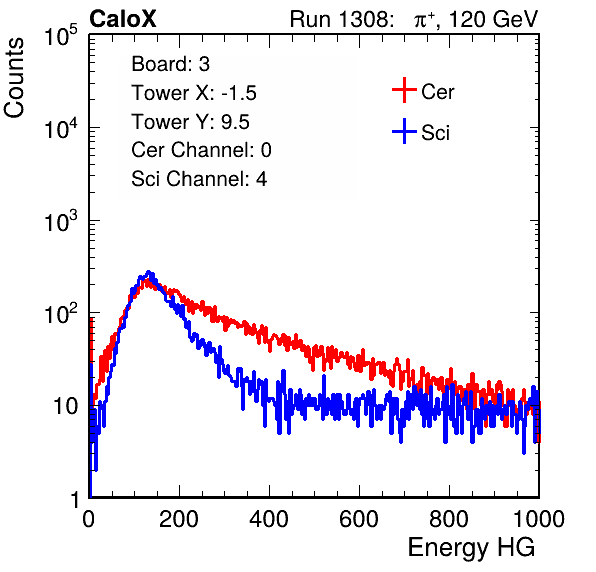 CaloX Run 1308: π⁺, 120 GeV
Counts
10⁵
10⁴
10³
10²
10
1
Board: 3
Tower X: -1.5
Tower Y: 9.5
Cer Channel: 0
Sci Channel: 4
Cer
Sci
0 200 400 600 800 1000
Energy HG